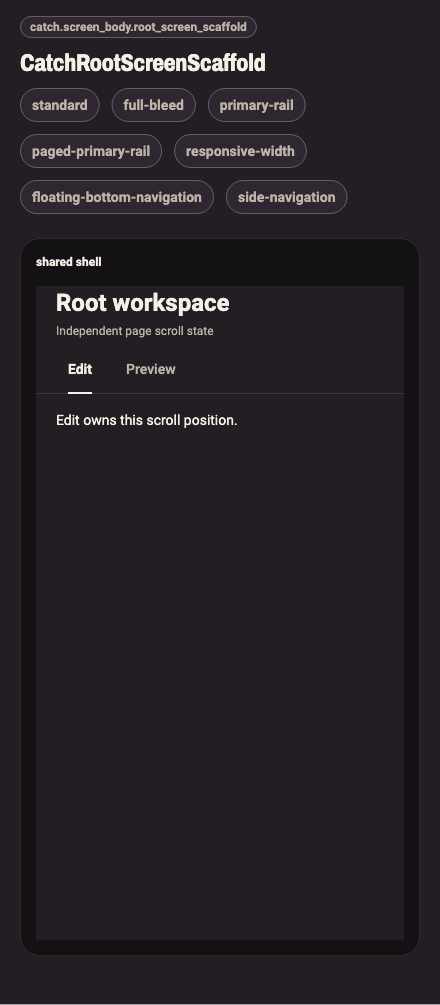 catch.screen_body.root_screen_scaffold
CatchRootScreenScaffold
standard full-bleed primary-rail
paged-primary-rail responsive-width
floating-bottom-navigation side-navigation
shared shell
Root workspace
Independent page scroll state
Edit Preview
Edit owns this scroll position.